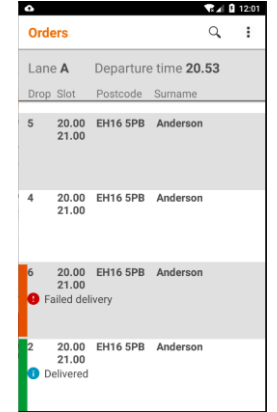 12:01
Orders
Lane A Departure time 20.53
Drop Slot Postcode Surname
5 20.00 EH16 5PB Anderson
21.00
4 20.00 EH16 5PB Anderson
21.00
6 20.00 EH16 5PB Anderson
21.00
! Failed delivery
2 20.00 EH16 5PB Anderson
21.00
i Delivered